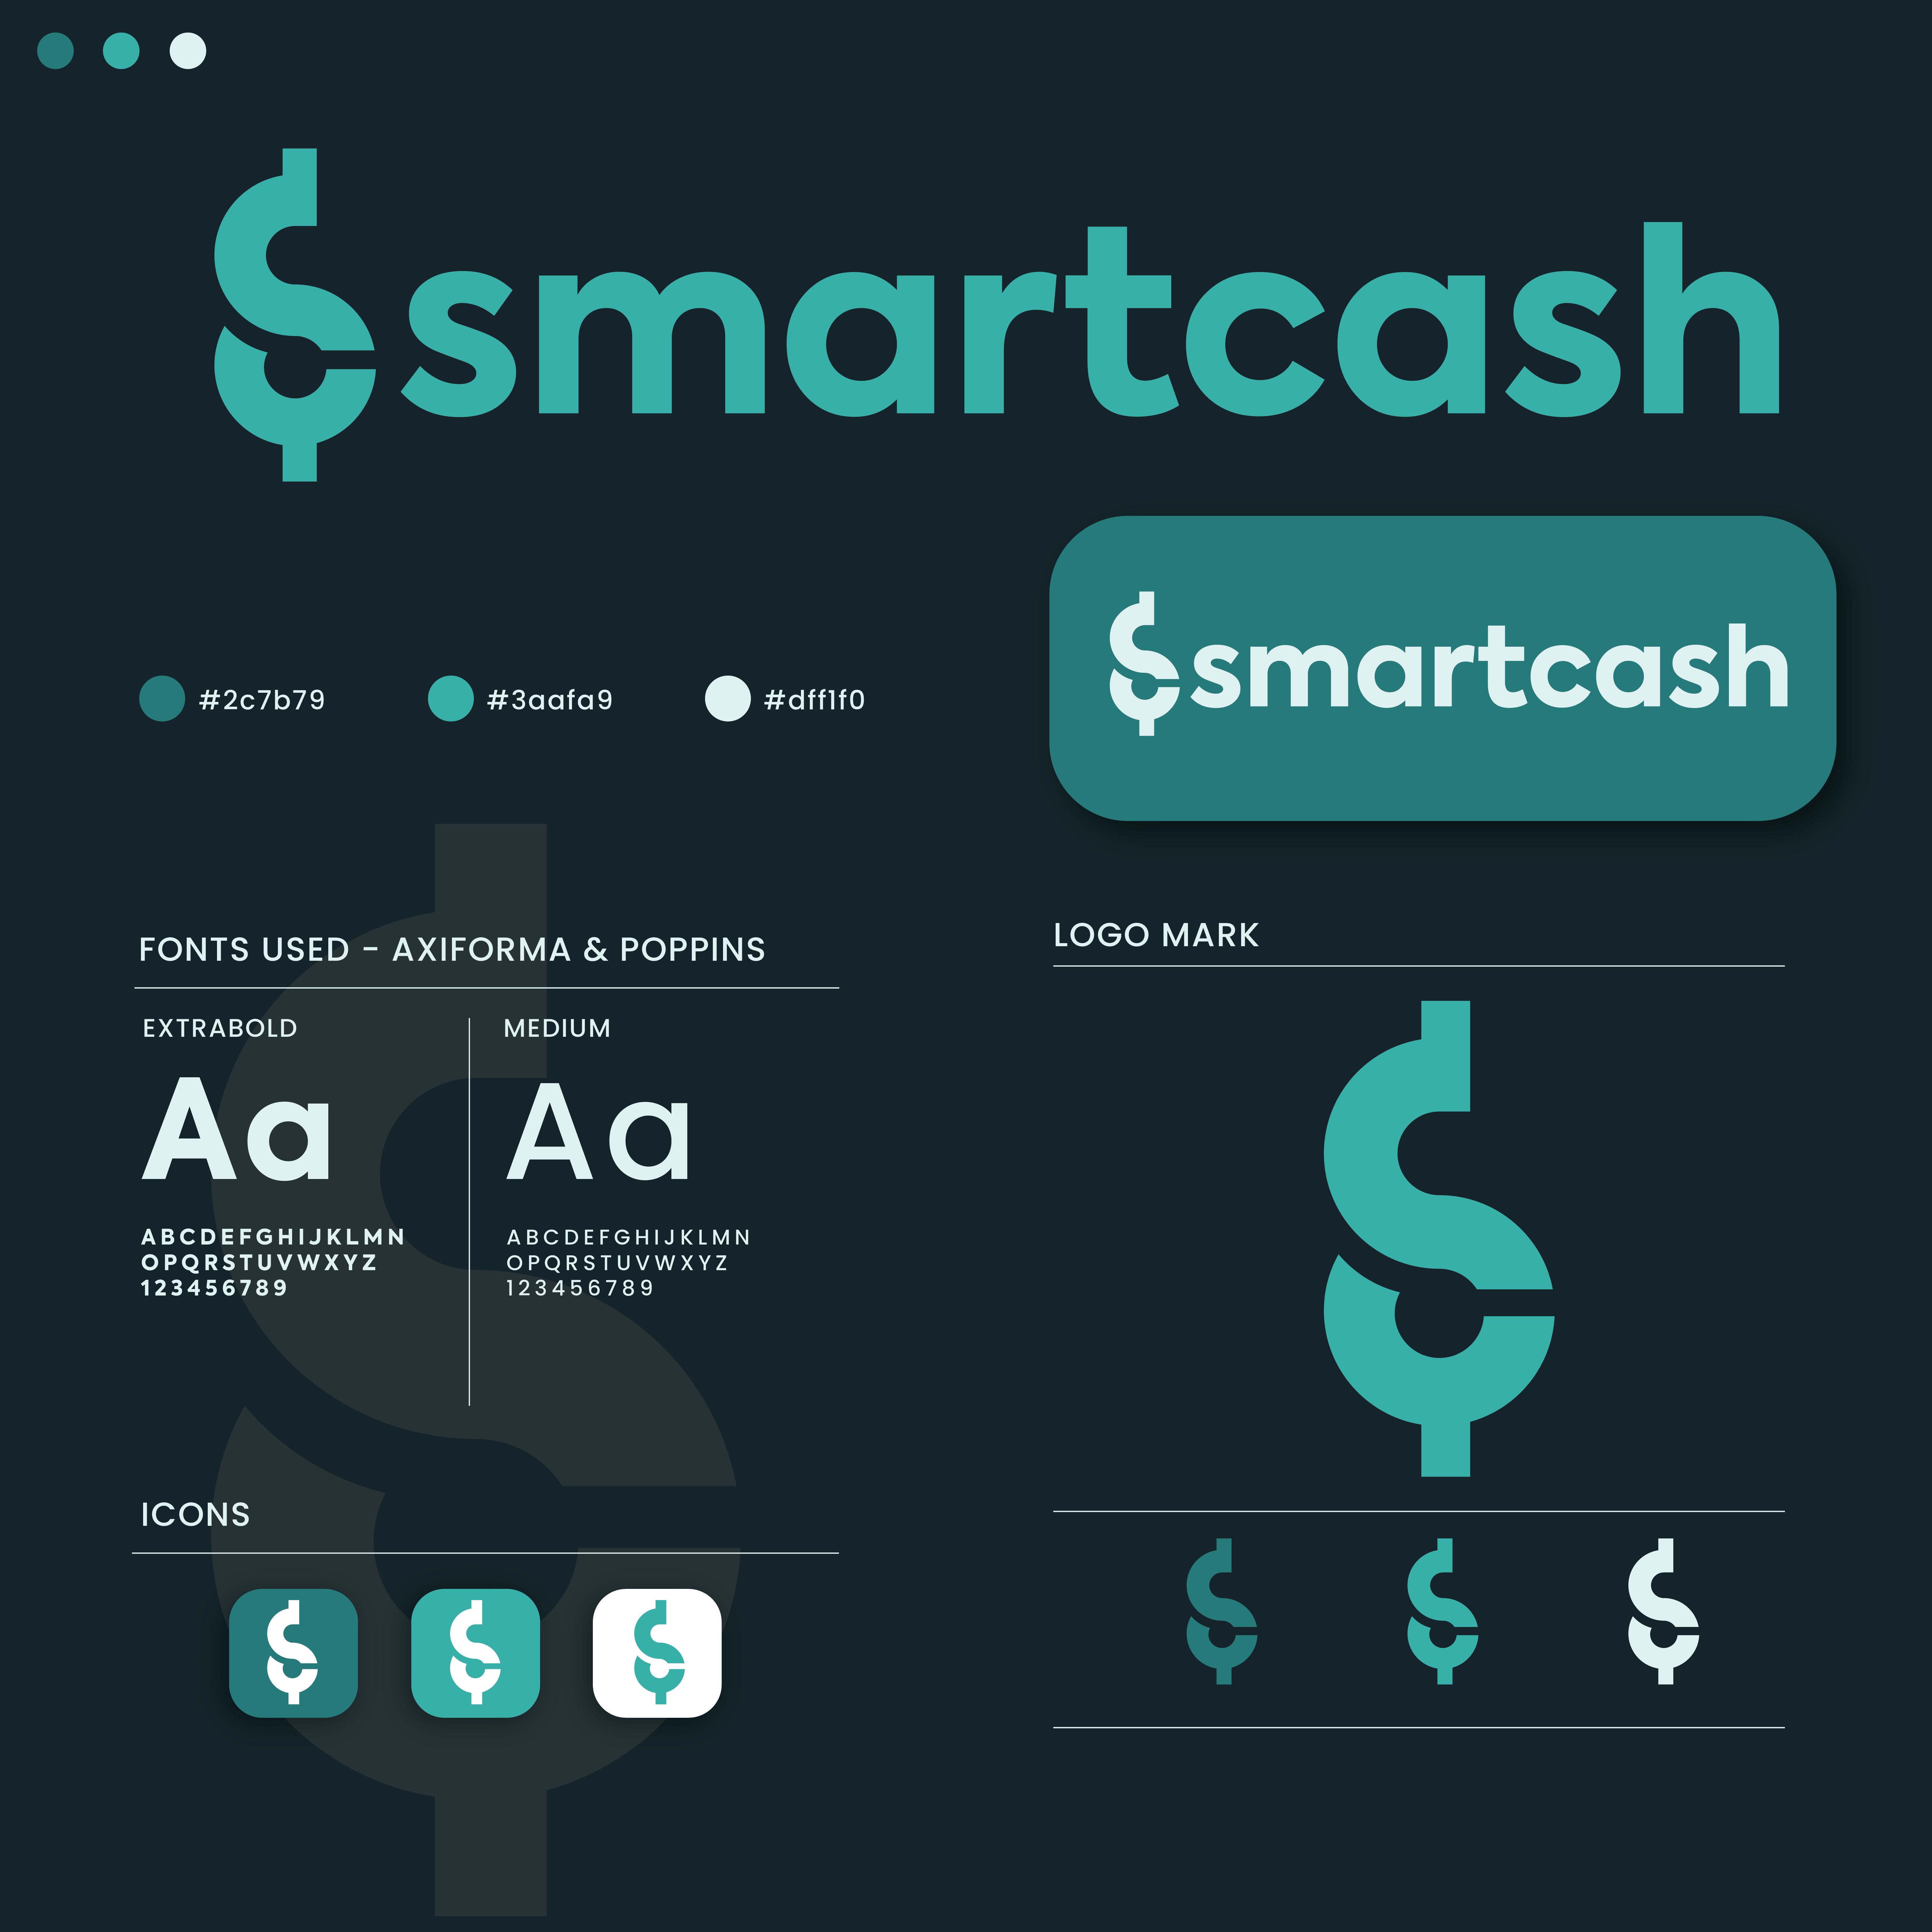 smartcash
smartcash
#2c7b79
#3aafa9
#dff1f0
FONTS USED - AXIFORMA & POPPINS
EXTRABOLD
Aa
ABCDEFGHIJKLMN
OPQRSTUVWXYZ
123456789
MEDIUM
Aa
ABCDEFGHIJKLMN
OPQRSTUVWXYZ
123456789
ICONS
LOGO MARK